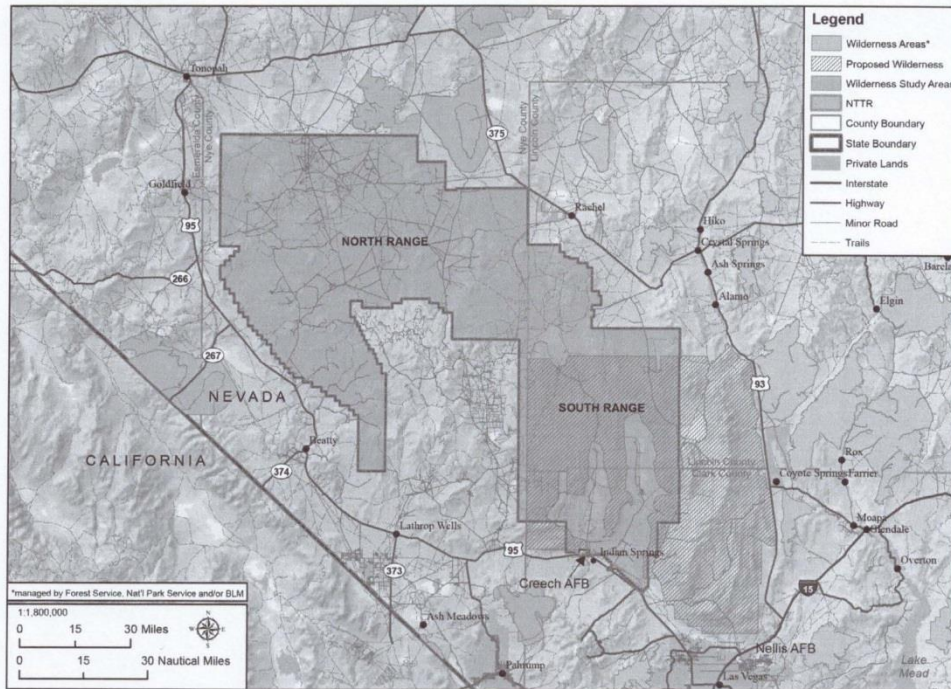 Legend
Wilderness Areas*
Proposed Wilderness
Wilderness Study Areas
NTTR
County Boundary
State Boundary
Private Lands
Interstate
Highway
Minor Road
Trails
Tonopah
Esmeralda County
Nye County
Nye County
Lincoln County
375
Goldfield
95
Rachel
Hiko
Crystal Springs
NORTH RANGE
Ash Springs
266
Alamo
Elgin
267
93
NEVADA
SOUTH RANGE
Beatty
CALIFORNIA
374
Lincoln County
Clark County
Rox
Coyote Springs
Farrier
Moapa
Glendale
Lathrop Wells
95
Indian Springs
Creech AFB
Overton
373
15
*managed by Forest Service, Nat'l Park Service and/or BLM
1:1,800,000
0 15 30 Miles
0 15 30 Nautical Miles
N
W
E
S
Ash Meadows
Nellis AFB
Pahrump
Las Vegas
Lake
Mead